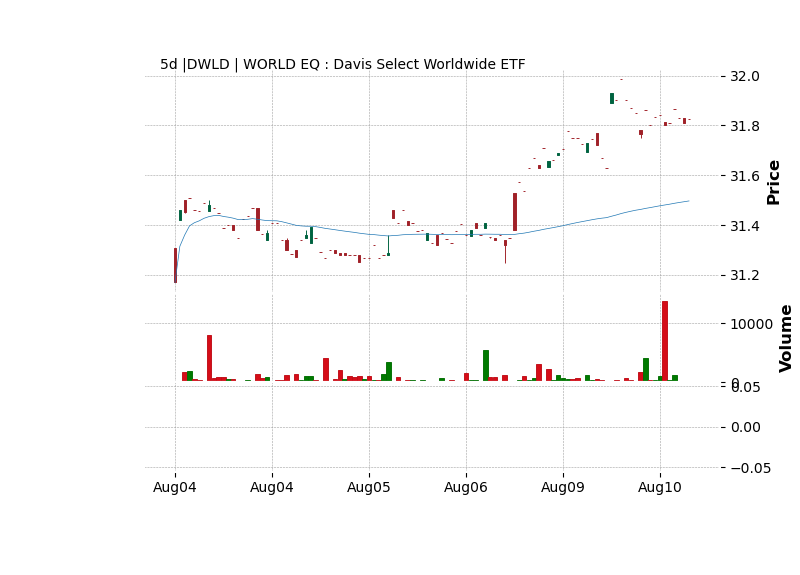 5d |DWLD | WORLD EQ : Davis Select Worldwide ETF
32.0
31.8
31.6
31.4
31.2
Price
10000
0
Volume
0.05
0.00
−0.05
Aug04 Aug04 Aug05 Aug06 Aug09 Aug10